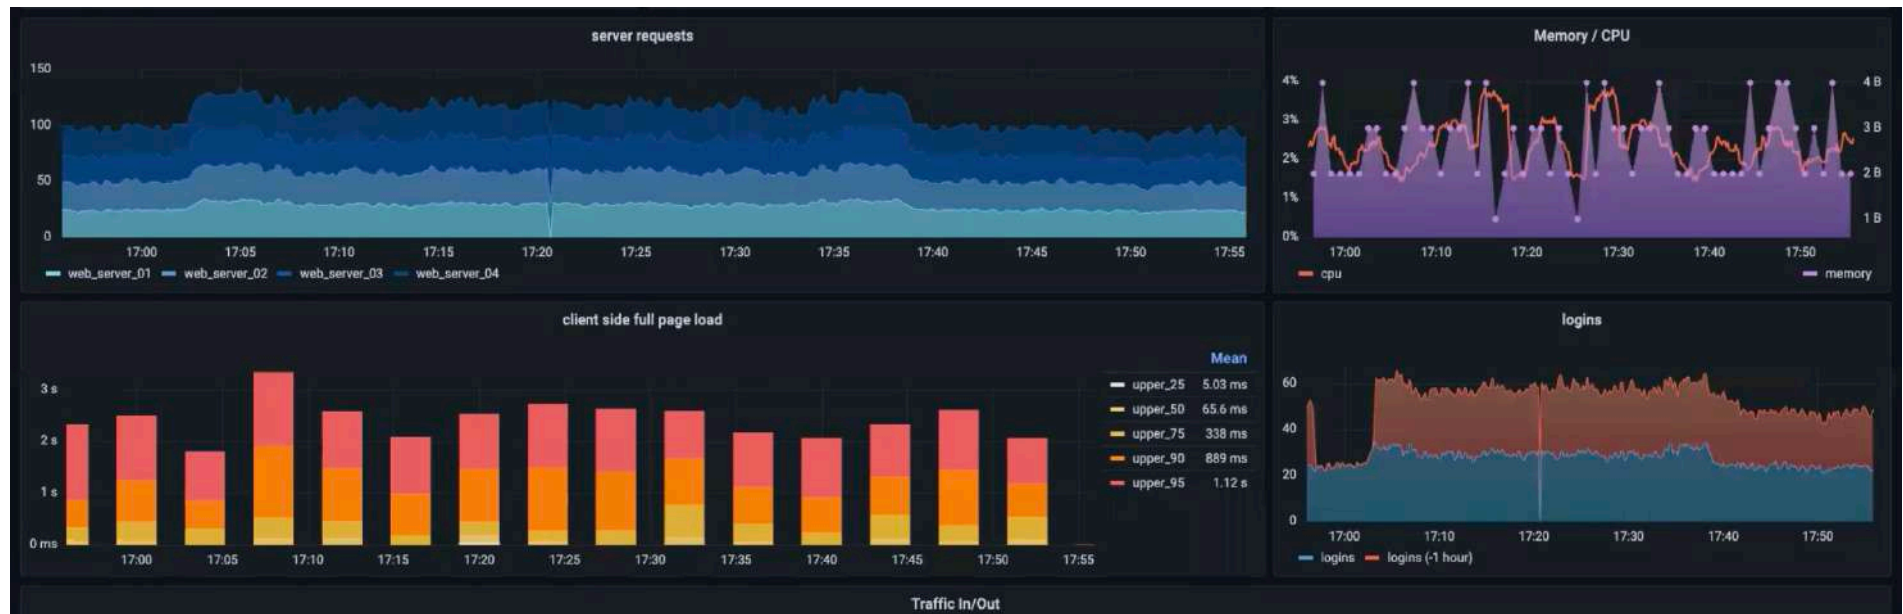 server requests
150
100
50
0
17:00 17:05 17:10 17:15 17:20 17:25 17:30 17:35 17:40 17:45 17:50 17:55
web_server_01 web_server_02 web_server_03 web_server_04
Memory / CPU
4% 4 B
3% 3 B
2% 2 B
1% 1 B
0%
17:00 17:10 17:20 17:30 17:40 17:50
cpu memory
client side full page load
3 s
2 s
1 s
0 ms
17:00 17:05 17:10 17:15 17:20 17:25 17:30 17:35 17:40 17:45 17:50 17:55
Mean
upper_25 5.03 ms
upper_50 65.6 ms
upper_75 338 ms
upper_90 889 ms
upper_95 1.12 s
logins
60
40
20
0
17:00 17:10 17:20 17:30 17:40 17:50
logins logins (-1 hour)
Traffic In/Out